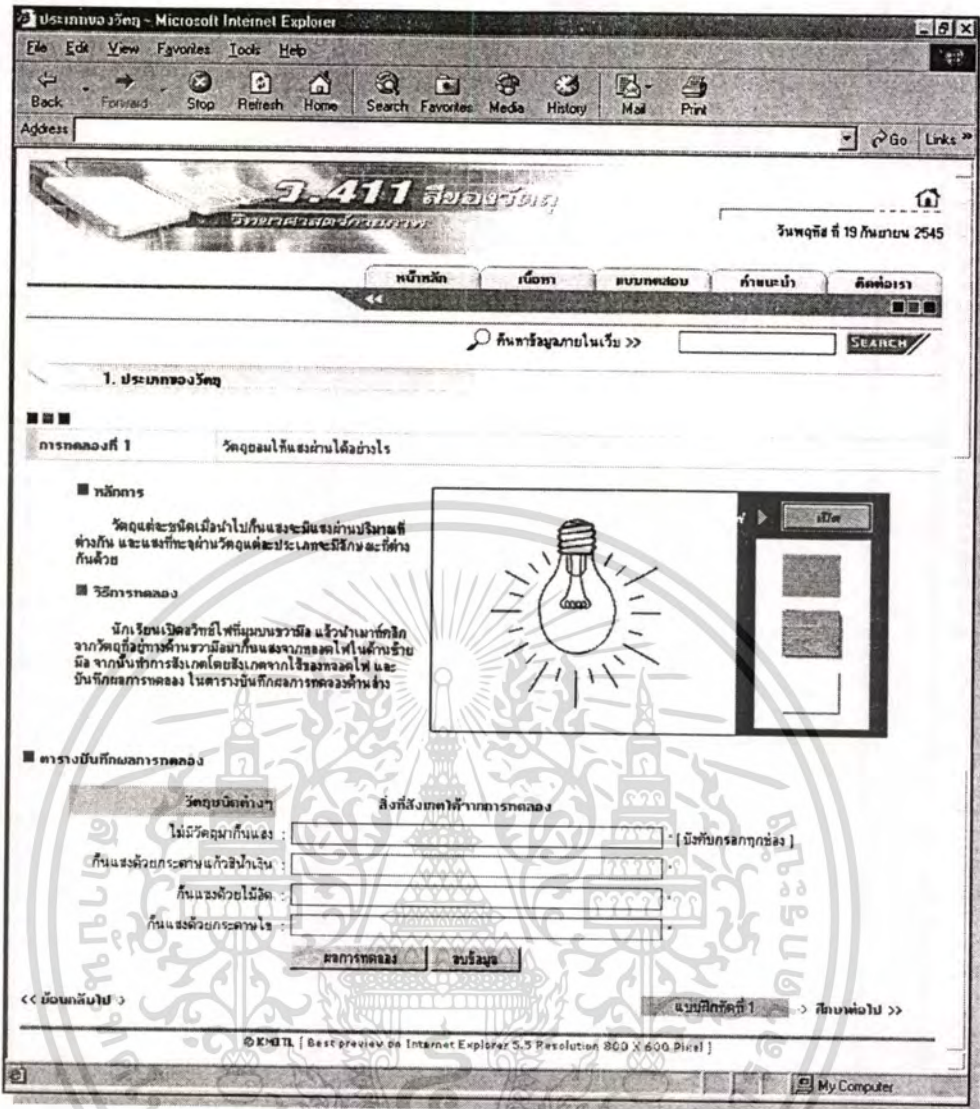 ประเภทของวัตถุ - Microsoft Internet Explorer
File Edit View Favorites Tools Help
Back Forward Stop Refresh Home Search Favorites Media History Mail Print
Address Go Links »
ว.411 สีของวัตถุ
วิทยาศาสตร์กายภาพ
วันพฤหัส ที่ 19 กันยายน 2545
หน้าหลัก เนื้อหา แบบทดสอบ คำแนะนำ ติดต่อเรา
<<
ค้นหาข้อมูลภายในเว็บ >> SEARCH
1. ประเภทของวัตถุ
การทดลองที่ 1 วัตถุยอมให้แสงผ่านได้อย่างไร
หลักการ
วัตถุแต่ละชนิดเมื่อนำไปกั้นแสงจะมีแสงผ่านปริมาณที่
ต่างกัน และแสงที่ทะลุผ่านวัตถุแต่ละประเภทจะมีลักษณะที่ต่าง
กันด้วย
วิธีการทดลอง
นักเรียนเปิดสวิทช์ไฟที่มุมบนขวามือ แล้วนำเมาท์คลิก
จากวัตถุที่อยู่ทางด้านขวามือมากั้นแสงจากหลอดไฟในด้านซ้าย
มือ จากนั้นทำการสังเกตโดยสังเกตจากไส้ของหลอดไฟ และ
บันทึกผลการทดลอง ในตารางบันทึกผลการทดลองด้านล่าง
เปิด
ตารางบันทึกผลการทดลอง
วัตถุชนิดต่างๆ สิ่งที่สังเกตได้จากการทดลอง
ไม่มีวัตถุมากั้นแสง : * [ บังคับกรอกทุกช่อง ]
กั้นแสงด้วยกระดาษแก้วสีน้ำเงิน : *
กั้นแสงด้วยไม้อัด : *
กั้นแสงด้วยกระดาษไข : *
ผลการทดลอง ลบข้อมูล
<< ย้อนกลับไป แบบฝึกหัดที่ 1 -> ศึกษาต่อไป >>
© KMITL [ Best preview on Internet Explorer 5.5 Resolution 800 X 600 Pixel ]
My Computer